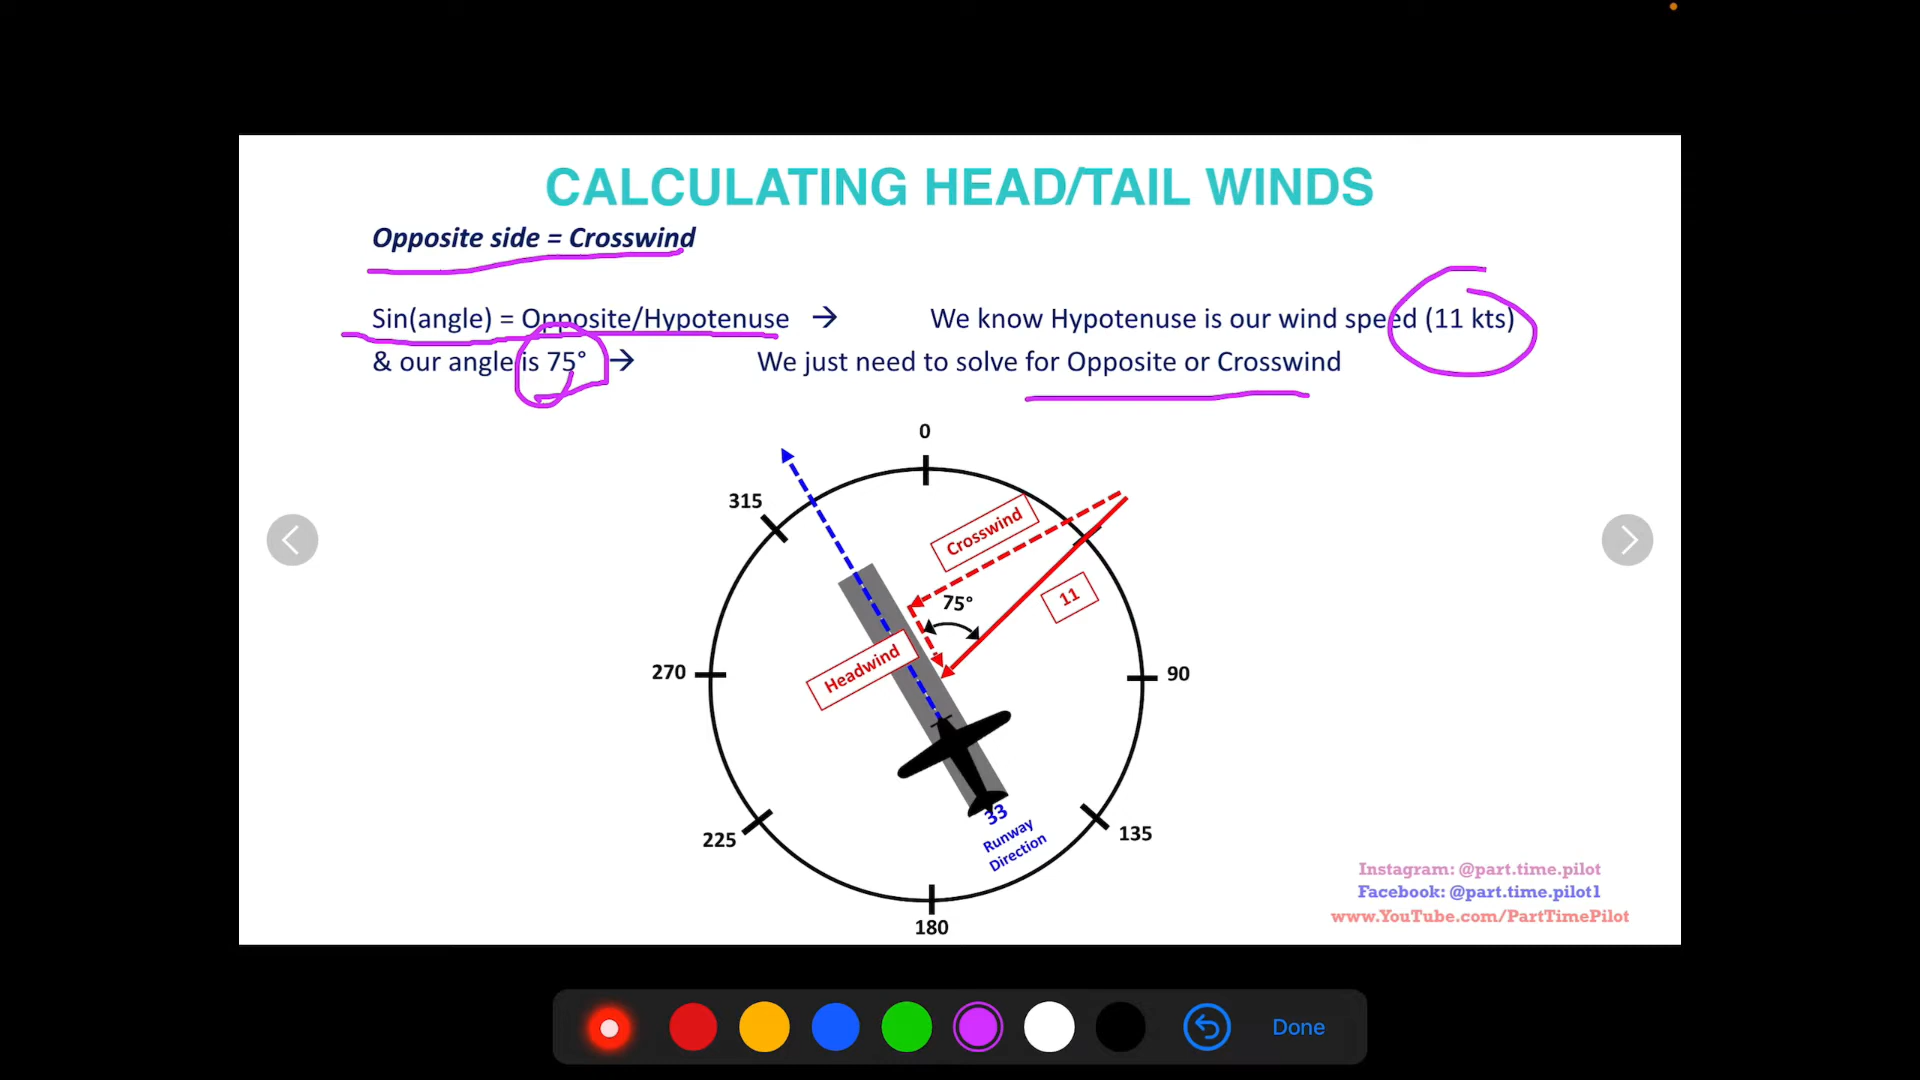 CALCULATING HEAD/TAIL WINDS
Opposite side = Crosswind
Sin(angle) = Opposite/Hypotenuse → We know Hypotenuse is our wind speed (11 kts)
& our angle is 75° → We just need to solve for Opposite or Crosswind
0
315
Crosswind
75°
11
Headwind
270
90
33
Runway
Direction
225
135
180
Instagram: @part.time.pilot
Facebook: @part.time.pilot1
www.YouTube.com/PartTimePilot
Done